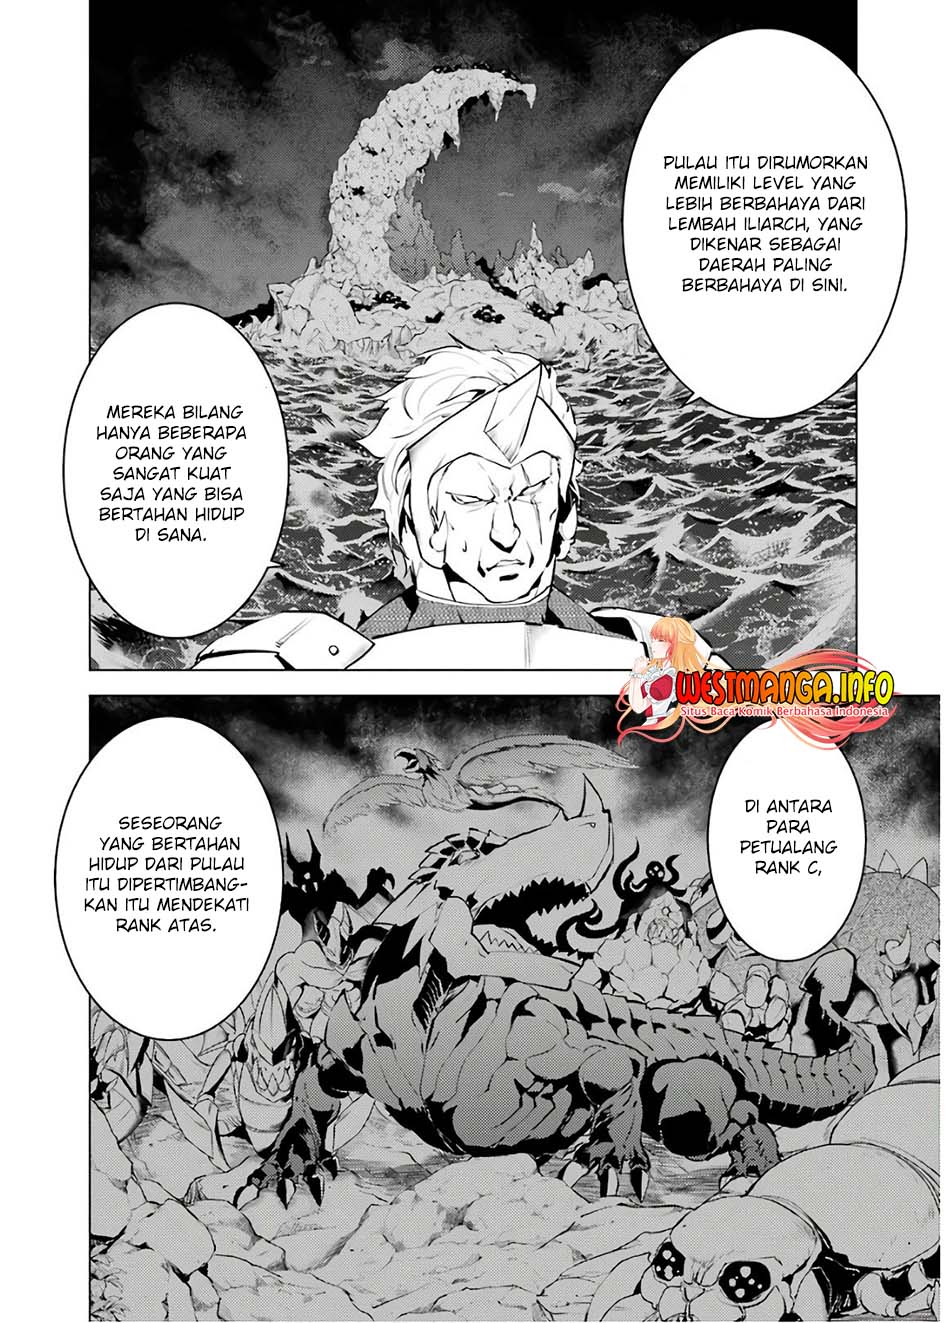 PULAU ITU DIRUMORKAN
MEMILIKI LEVEL YANG
LEBIH BERBAHAYA DARI
LEMBAH ILIARCH, YANG
DIKENAR SEBAGAI
DAERAH PALING
BERBAHAYA DI SINI.
MEREKA BILANG
HANYA BEBERAPA
ORANG YANG
SANGAT KUAT
SAJA YANG BISA
BERTAHAN HIDUP
DI SANA.
WESTMANGA.INFO
Situs Baca Komik Berbahasa Indonesia
DI ANTARA
PARA
PETUALANG
RANK C,
SESEORANG
YANG BERTAHAN
HIDUP DARI PULAU
ITU DIPERTIMBANG-
KAN ITU MENDEKATI
RANK ATAS.